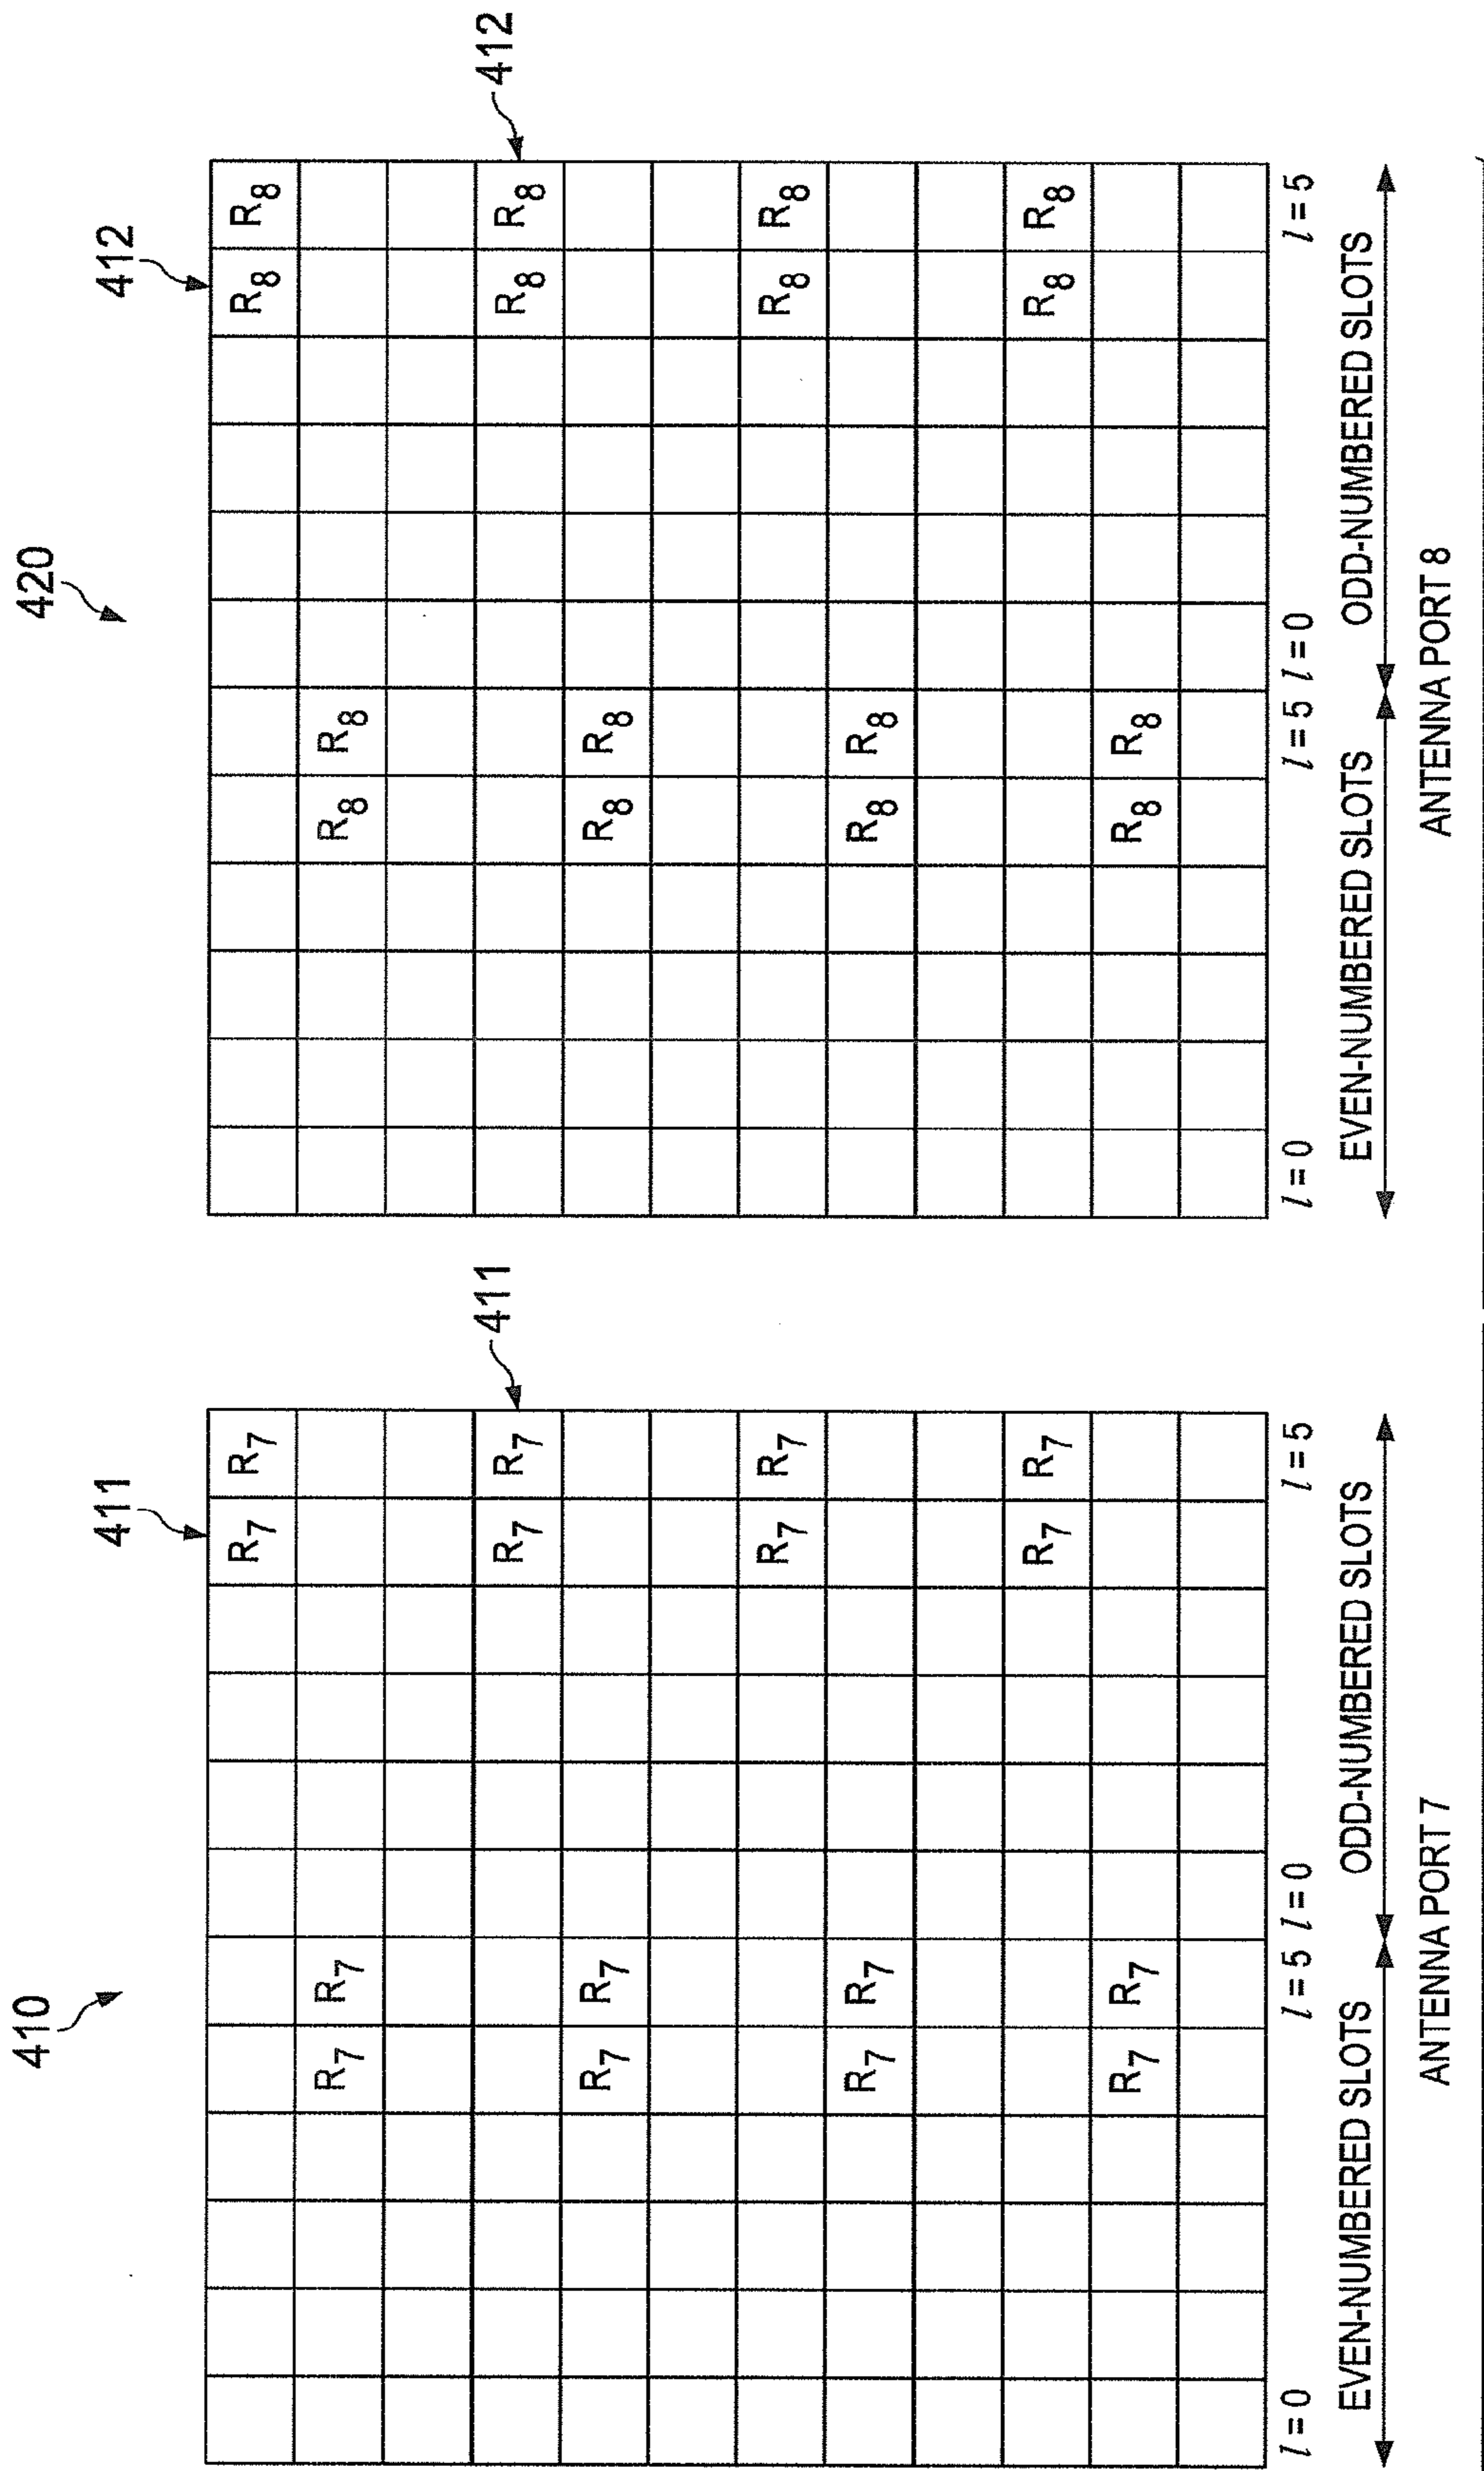 410 420
411 412
R7 R7 R8 R8
R7 R7 R8 R8
R7 R7 411 R8 R8 412
R7 R7 R8 R8
R7 R7 R8 R8
R7 R7 R8 R8
R7 R7 R8 R8
R7 R7 R8 R8
l = 0 l = 5 l = 0 l = 5 l = 0 l = 5 l = 0 l = 5
EVEN-NUMBERED SLOTS ODD-NUMBERED SLOTS EVEN-NUMBERED SLOTS ODD-NUMBERED SLOTS
ANTENNA PORT 7 ANTENNA PORT 8